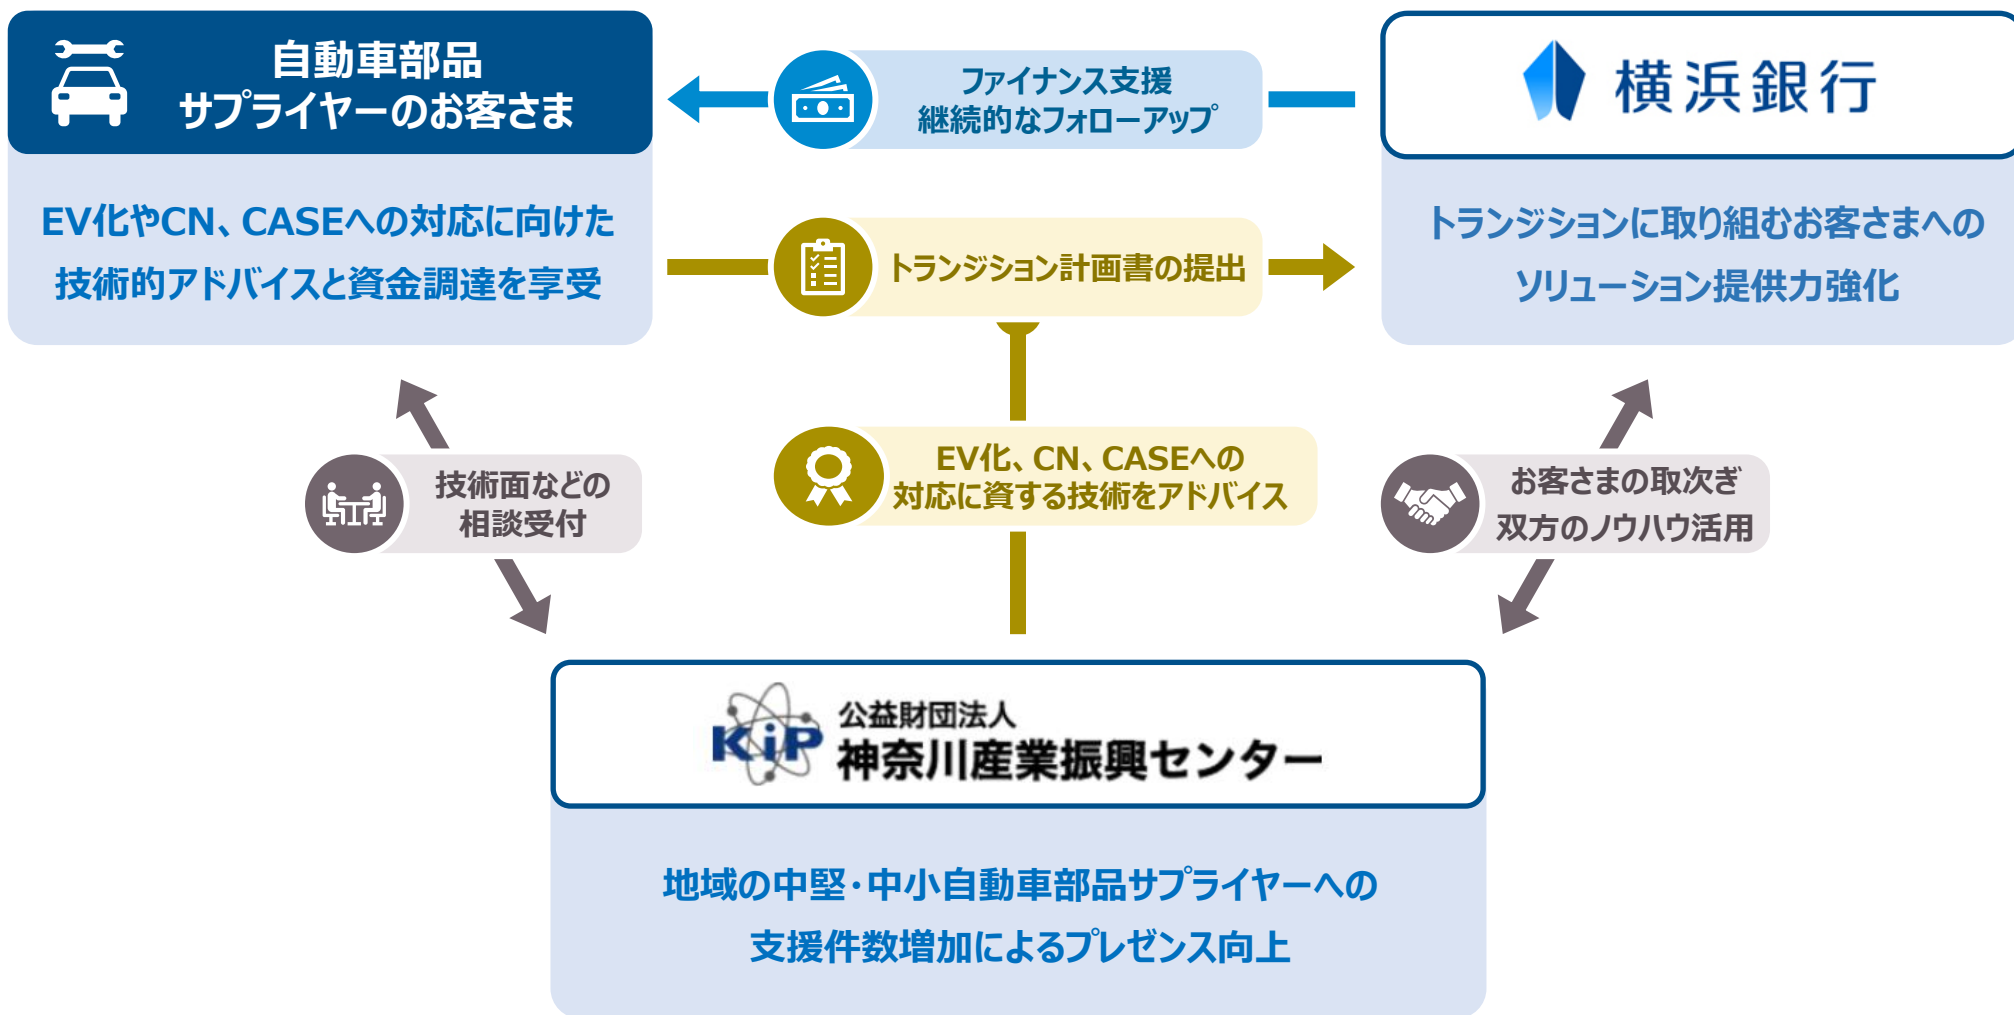 自動車部品
サプライヤーのお客さま
EV化やCN、CASEへの対応に向けた
技術的アドバイスと資金調達を享受
ファイナンス支援
継続的なフォローアップ
トランジション計画書の提出
横浜銀行
トランジションに取り組むお客さまへの
ソリューション提供力強化
技術面などの
相談受付
EV化、CN、CASEへの
対応に資する技術をアドバイス
お客さまの取次ぎ
双方のノウハウ活用
KiP
公益財団法人
神奈川産業振興センター
地域の中堅・中小自動車部品サプライヤーへの
支援件数増加によるプレゼンス向上